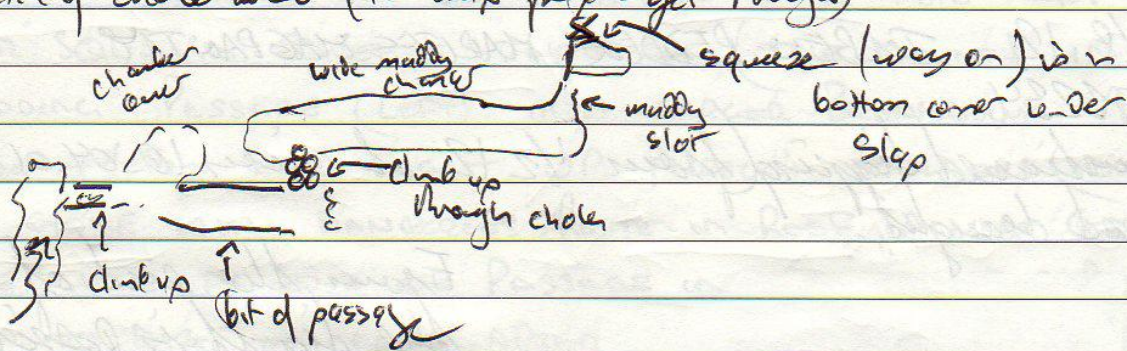 squeeze (way on) is in
bottom corner under
slap
wide muddy
chamber
chamber
over
muddy
slot
climb up
through choke
climb up
bit of passage